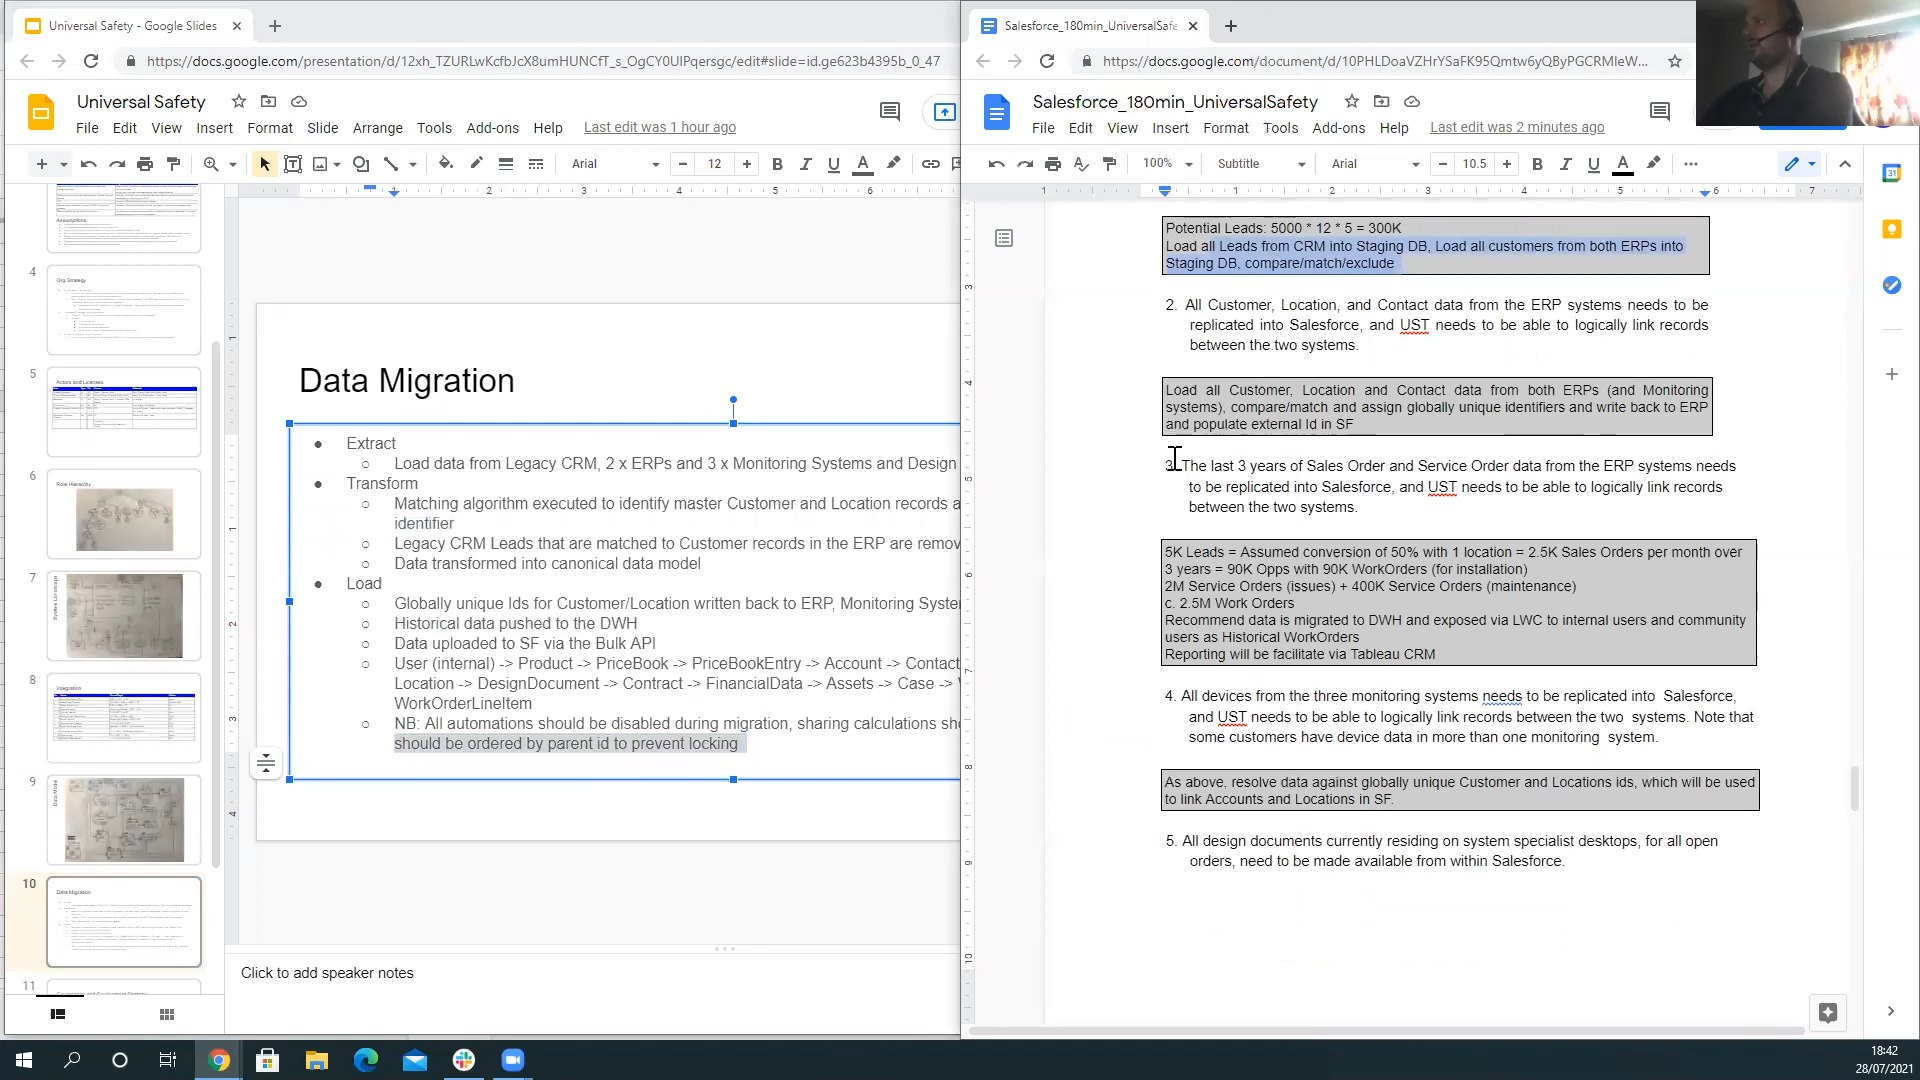 Universal Safety - Google Slides
Salesforce_180min_UniversalSafe
https://docs.google.com/presentation/d/12xh_TZURLwKcfbJcX8umHUNCfT_s_OgCY0UlPqersgc/edit#slide=id.ge623b4395b_0_47
https://docs.google.com/document/d/10PHLDoaVZHrYSaFK95Qmtw6yQByPGCRMIeW...
Universal Safety
File Edit View Insert Format Slide Arrange Tools Add-ons Help Last edit was 1 hour ago
Arial 12
4
Org Strategy
5
Actors and Licenses
6
Role Hierarchy
7
8
Integration
9
10
Data Migration
11
Data Migration
Extract
Load data from Legacy CRM, 2 x ERPs and 3 x Monitoring Systems and Design
Transform
Matching algorithm executed to identify master Customer and Location records a
identifier
Legacy CRM Leads that are matched to Customer records in the ERP are remov
Data transformed into canonical data model
Load
Globally unique Ids for Customer/Location written back to ERP, Monitoring Syste
Historical data pushed to the DWH
Data uploaded to SF via the Bulk API
User (internal) -> Product -> PriceBook -> PriceBookEntry -> Account -> Contact
Location -> DesignDocument -> Contract -> FinancialData -> Assets -> Case ->
WorkOrderLineItem
NB: All automations should be disabled during migration, sharing calculations sh
should be ordered by parent id to prevent locking
Click to add speaker notes
Salesforce_180min_UniversalSafety
File Edit View Insert Format Tools Add-ons Help Last edit was 2 minutes ago
100% Subtitle Arial 10.5
Potential Leads: 5000 * 12 * 5 = 300K
Load all Leads from CRM into Staging DB, Load all customers from both ERPs into
Staging DB, compare/match/exclude
2. All Customer, Location, and Contact data from the ERP systems needs to be
replicated into Salesforce, and UST needs to be able to logically link records
between the two systems.
Load all Customer, Location and Contact data from both ERPs (and Monitoring
systems), compare/match and assign globally unique identifiers and write back to ERP
and populate external Id in SF
3. The last 3 years of Sales Order and Service Order data from the ERP systems needs
to be replicated into Salesforce, and UST needs to be able to logically link records
between the two systems.
5K Leads = Assumed conversion of 50% with 1 location = 2.5K Sales Orders per month over
3 years = 90K Opps with 90K WorkOrders (for installation)
2M Service Orders (issues) + 400K Service Orders (maintenance)
c. 2.5M Work Orders
Recommend data is migrated to DWH and exposed via LWC to internal users and community
users as Historical WorkOrders
Reporting will be facilitate via Tableau CRM
4. All devices from the three monitoring systems needs to be replicated into Salesforce,
and UST needs to be able to logically link records between the two systems. Note that
some customers have device data in more than one monitoring system.
As above, resolve data against globally unique Customer and Locations ids, which will be used
to link Accounts and Locations in SF.
5. All design documents currently residing on system specialist desktops, for all open
orders, need to be made available from within Salesforce.
18:42
28/07/2021